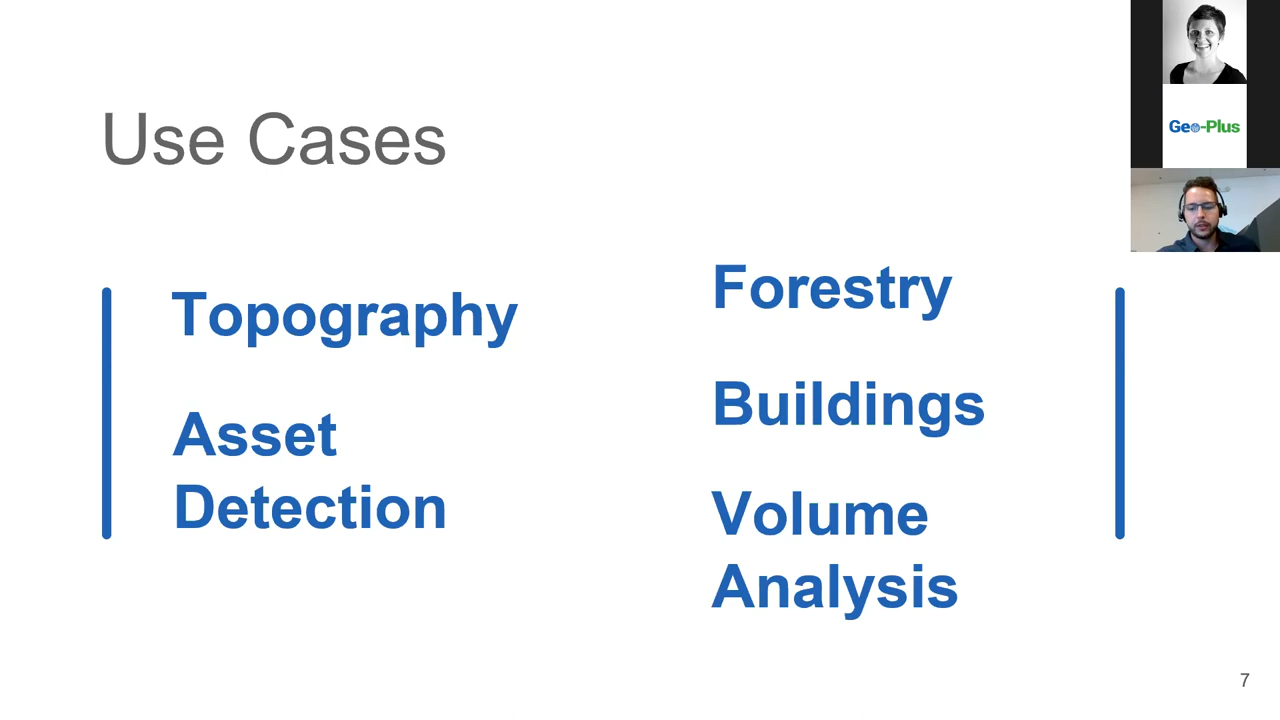 Use Cases
Topography
Asset
Detection
Forestry
Buildings
Volume
Analysis
Geo-Plus
7